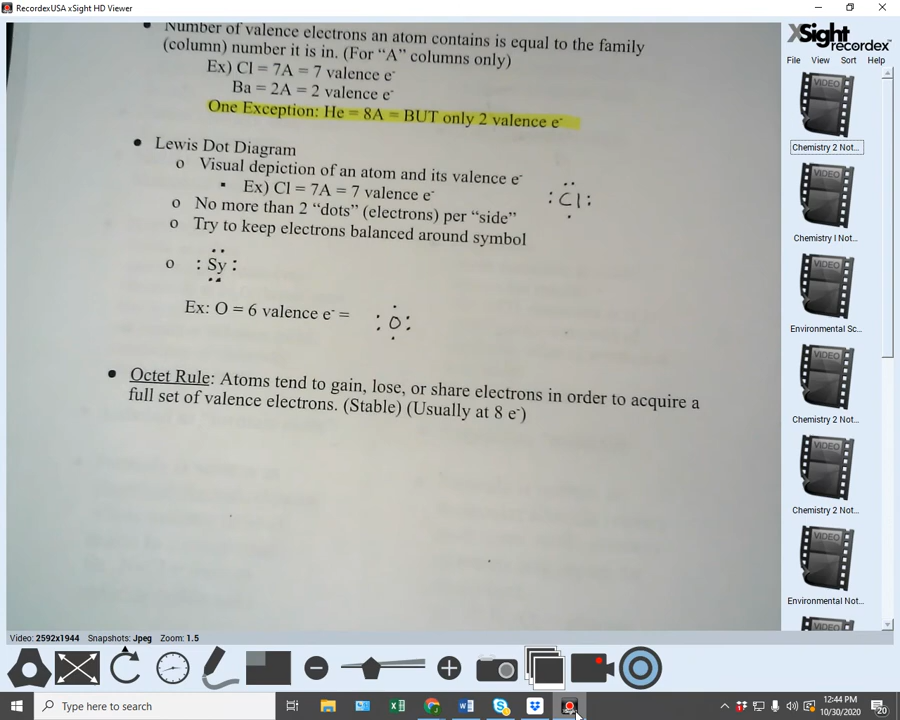 RecordexUSA xSight HD Viewer
• Number of valence electrons an atom contains is equal to the family
(column) number it is in. (For “A” columns only)
Ex) Cl = 7A = 7 valence e-
Ba = 2A = 2 valence e-
One Exception: He = 8A = BUT only 2 valence e-
• Lewis Dot Diagram
o Visual depiction of an atom and its valence e-
▪ Ex) Cl = 7A = 7 valence e-
:Cl:
o No more than 2 “dots” (electrons) per “side”
o Try to keep electrons balanced around symbol
o : Sy :
Ex: O = 6 valence e- =
:O:
• Octet Rule: Atoms tend to gain, lose, or share electrons in order to acquire a
full set of valence electrons. (Stable) (Usually at 8 e-)
xSight
recordex
File View Sort Help
VIDEO
Chemistry 2 Not...
VIDEO
Chemistry I Not...
VIDEO
Environmental Sc...
VIDEO
Chemistry 2 Not...
VIDEO
Chemistry 2 Not...
VIDEO
Environmental Not...
VIDEO
Video: 2592x1944 Snapshots: Jpeg Zoom: 1.5
Type here to search
12:44 PM
10/30/2020
20